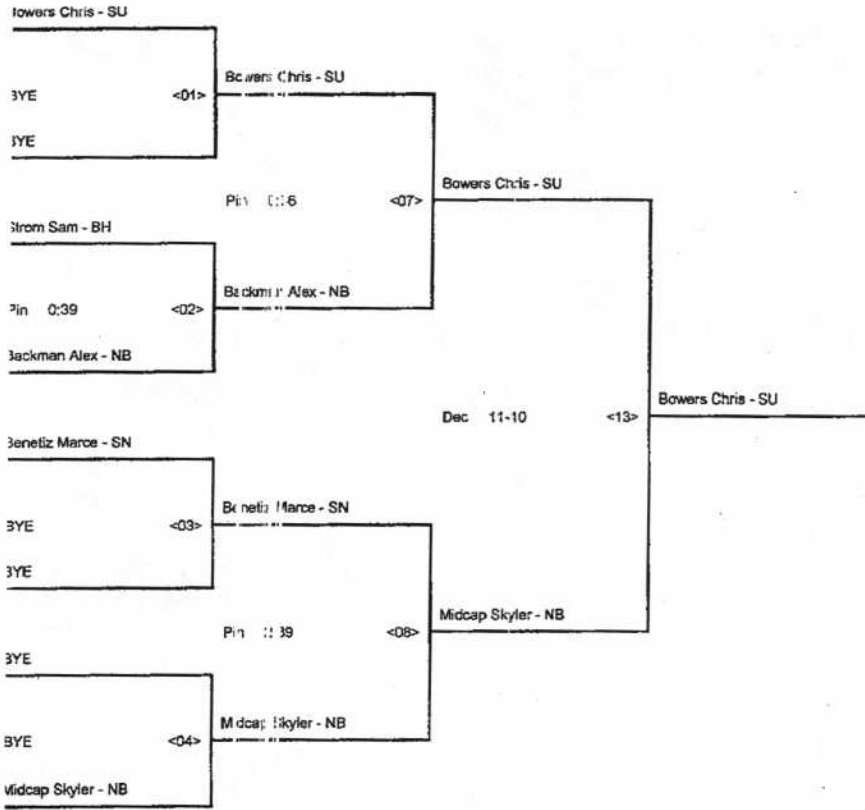 Bowers Chris - SU
BYE <01>
BYE
Bowers Chris - SU
Pin <07>
Strom Sam - BH
Pin 0:39 <02>
Backman Alex - NB
Backman Alex - NB
Bowers Chris - SU
Dec 11-10 <13>
Bowers Chris - SU
Benetiz Marce - SN
BYE <03>
BYE
Benetiz Marce - SN
Pin <08>
BYE
BYE <04>
Midcap Skyler - NB
Midcap Skyler - NB
Midcap Skyler - NB